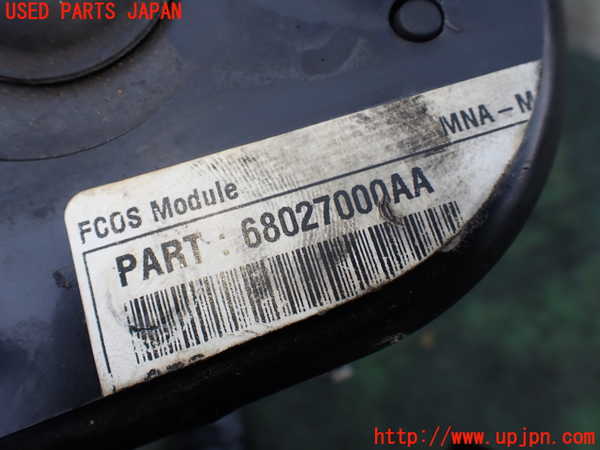 USED PARTS JAPAN
MNA-M
FCOS Module
PART : 68027000AA
http://www.upjpn.com/